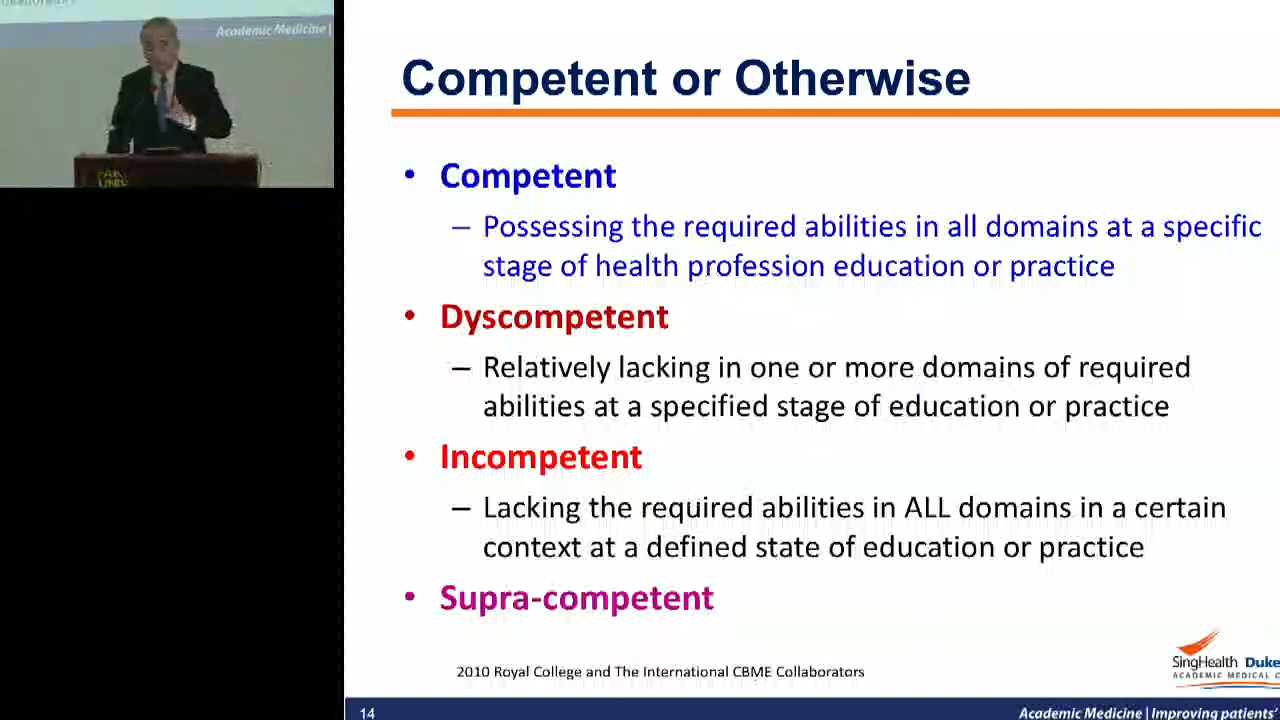 Academic Medicine |
Competent or Otherwise
• Competent
– Possessing the required abilities in all domains at a specific
stage of health profession education or practice
• Dyscompetent
– Relatively lacking in one or more domains of required
abilities at a specified stage of education or practice
• Incompetent
– Lacking the required abilities in ALL domains in a certain
context at a defined state of education or practice
• Supra-competent
2010 Royal College and The International CBME Collaborators
SingHealth Duke
ACADEMIC MEDICAL C
14
Academic Medicine | Improving patients'